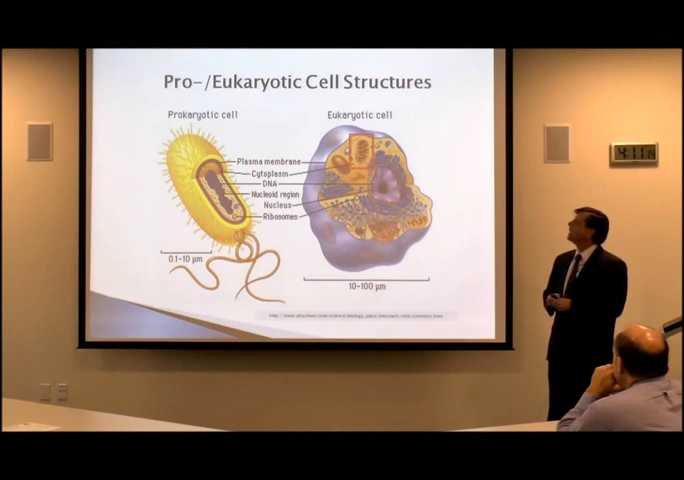 Pro-/Eukaryotic Cell Structures
Prokaryotic cell
Eukaryotic cell
Plasma membrane
Cytoplasm
DNA
Nucleoid region
Nucleus
Ribosomes
0.1-10 µm
10-100 µm